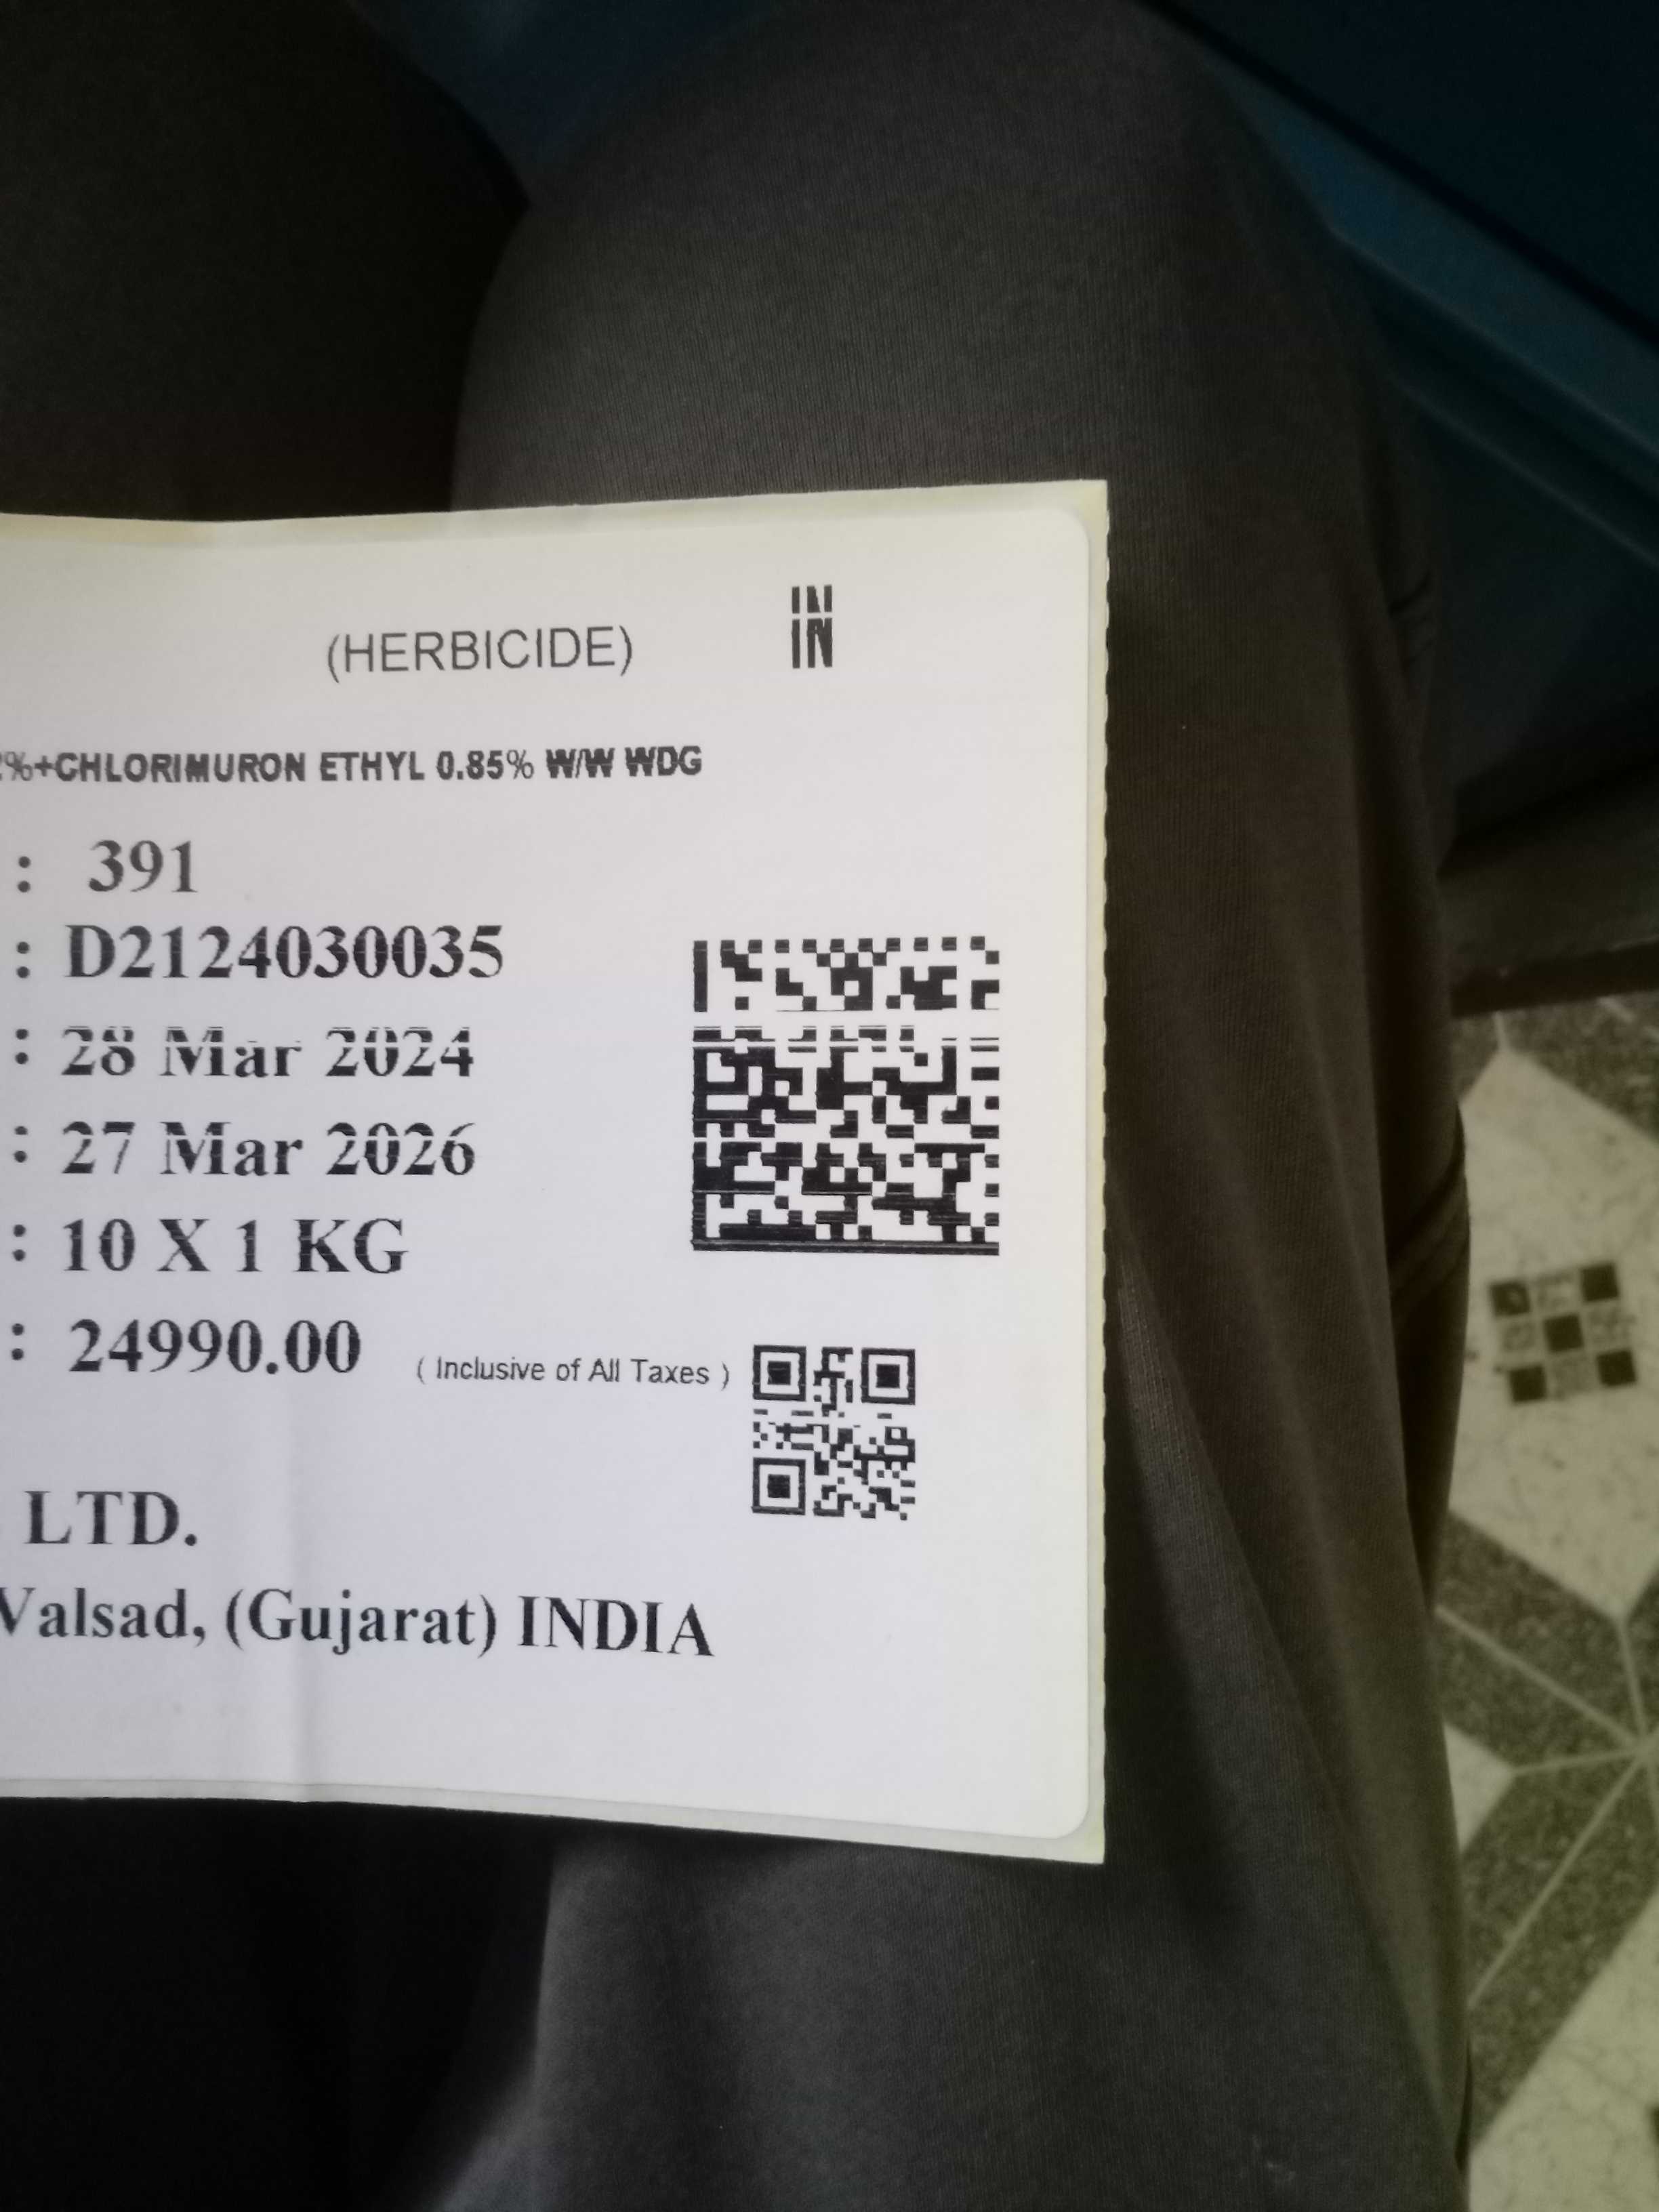 (HERBICIDE)
IN
IN
%+CHLORIMURON ETHYL 0.85% W/W WDG
: 391
: D2124030035
: 28 Mar 2024
: 27 Mar 2026
: 10 X 1 KG
: 24990.00 ( Inclusive of All Taxes )
LTD.
Valsad, (Gujarat) INDIA